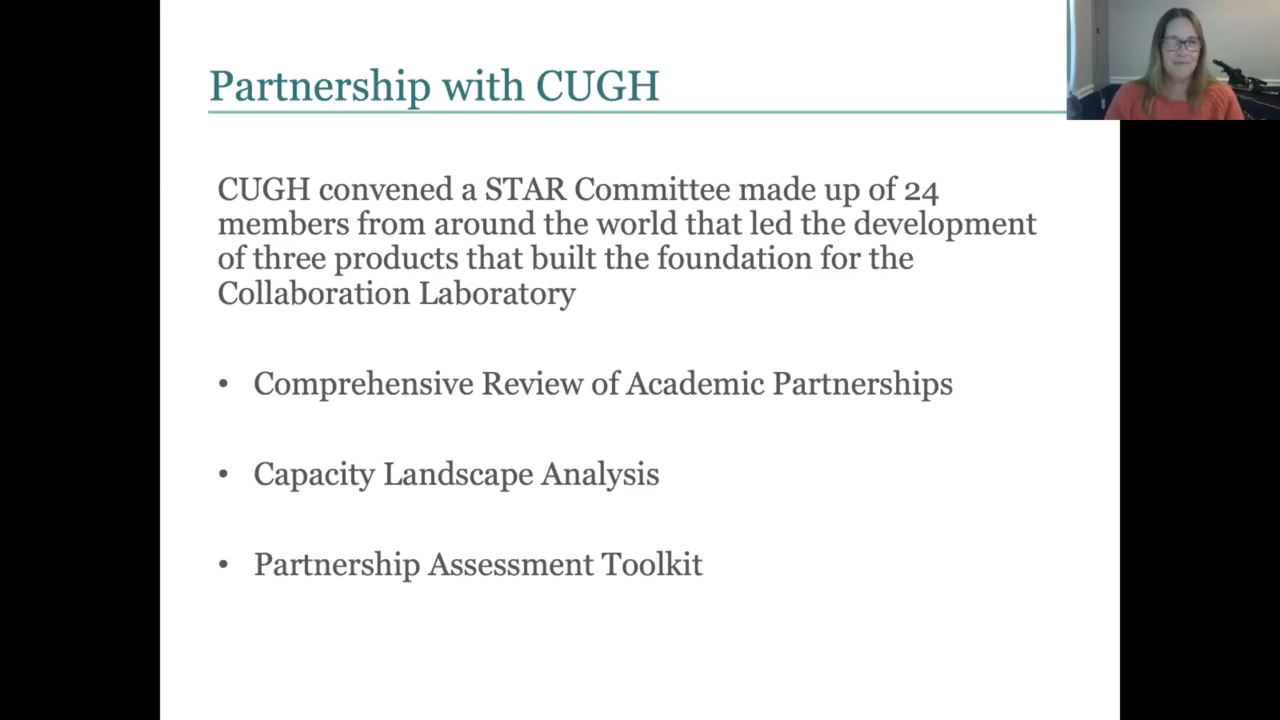 Partnership with CUGH
CUGH convened a STAR Committee made up of 24
members from around the world that led the development
of three products that built the foundation for the
Collaboration Laboratory
• Comprehensive Review of Academic Partnerships
• Capacity Landscape Analysis
• Partnership Assessment Toolkit